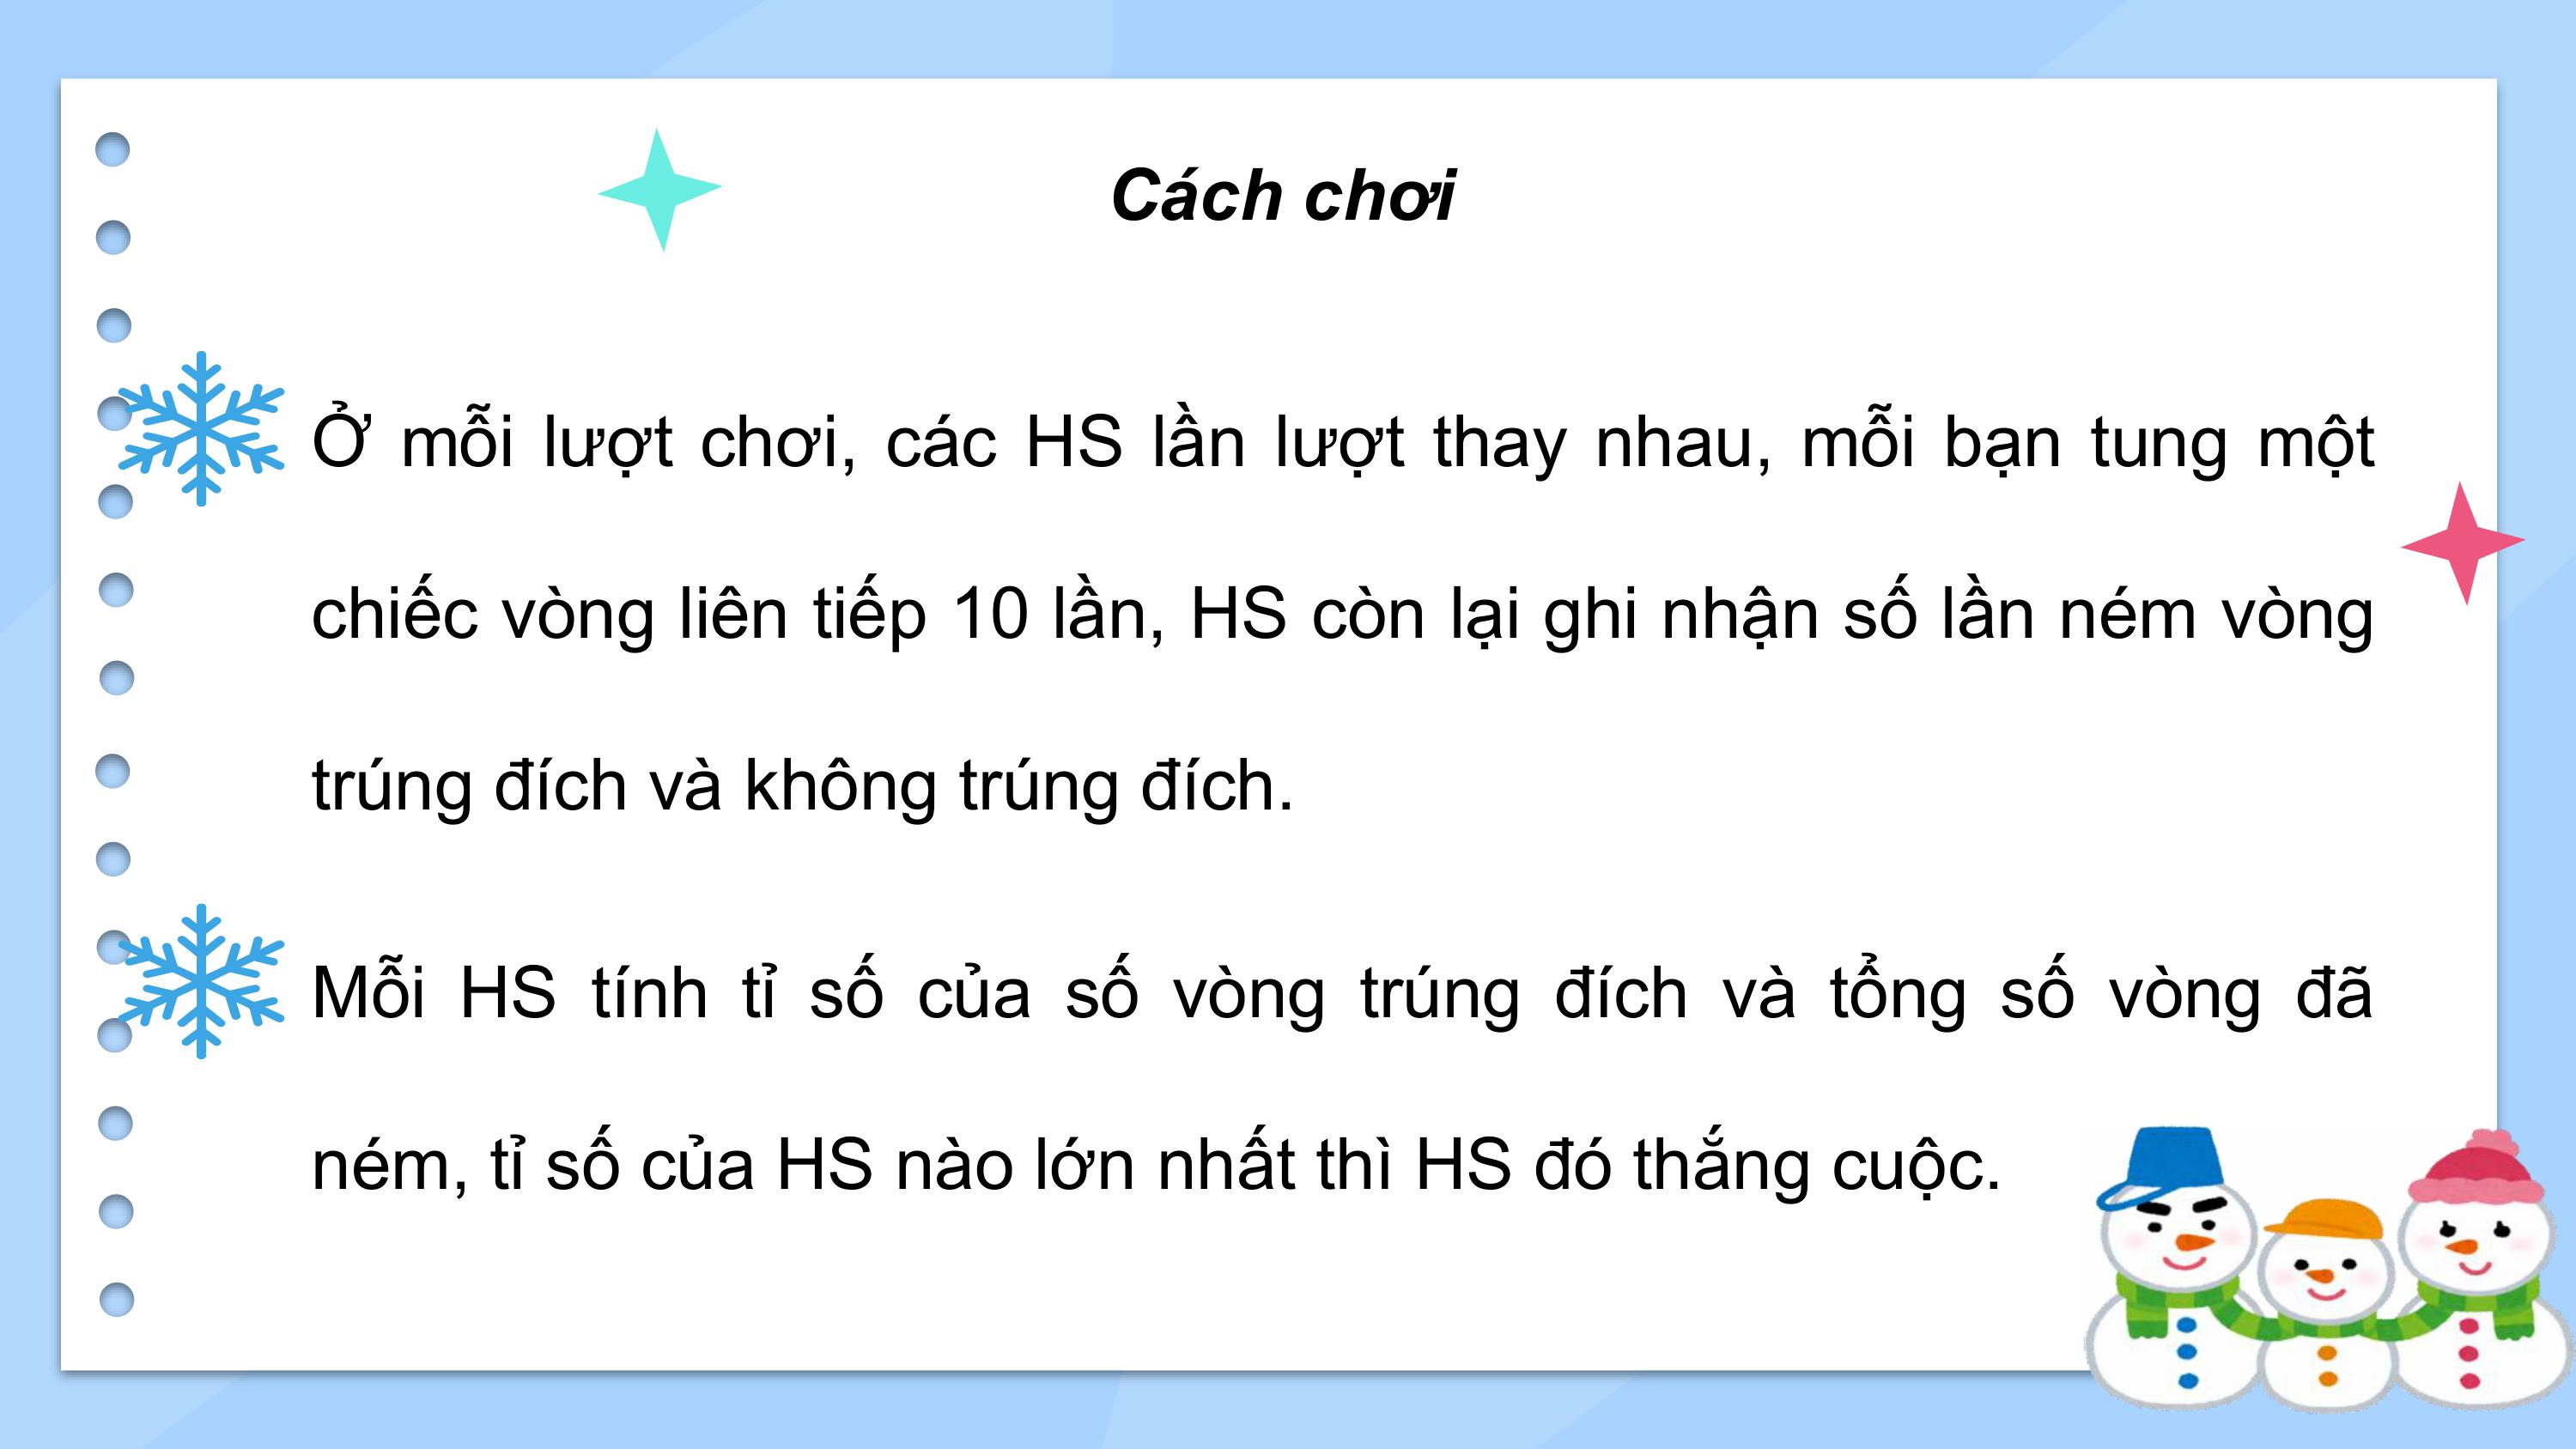 Cách chơi
Ở mỗi lượt chơi, các HS lần lượt thay nhau, mỗi bạn tung một
chiếc vòng liên tiếp 10 lần, HS còn lại ghi nhận số lần ném vòng
trúng đích và không trúng đích.
Mỗi HS tính tỉ số của số vòng trúng đích và tổng số vòng đã
ném, tỉ số của HS nào lớn nhất thì HS đó thắng cuộc.